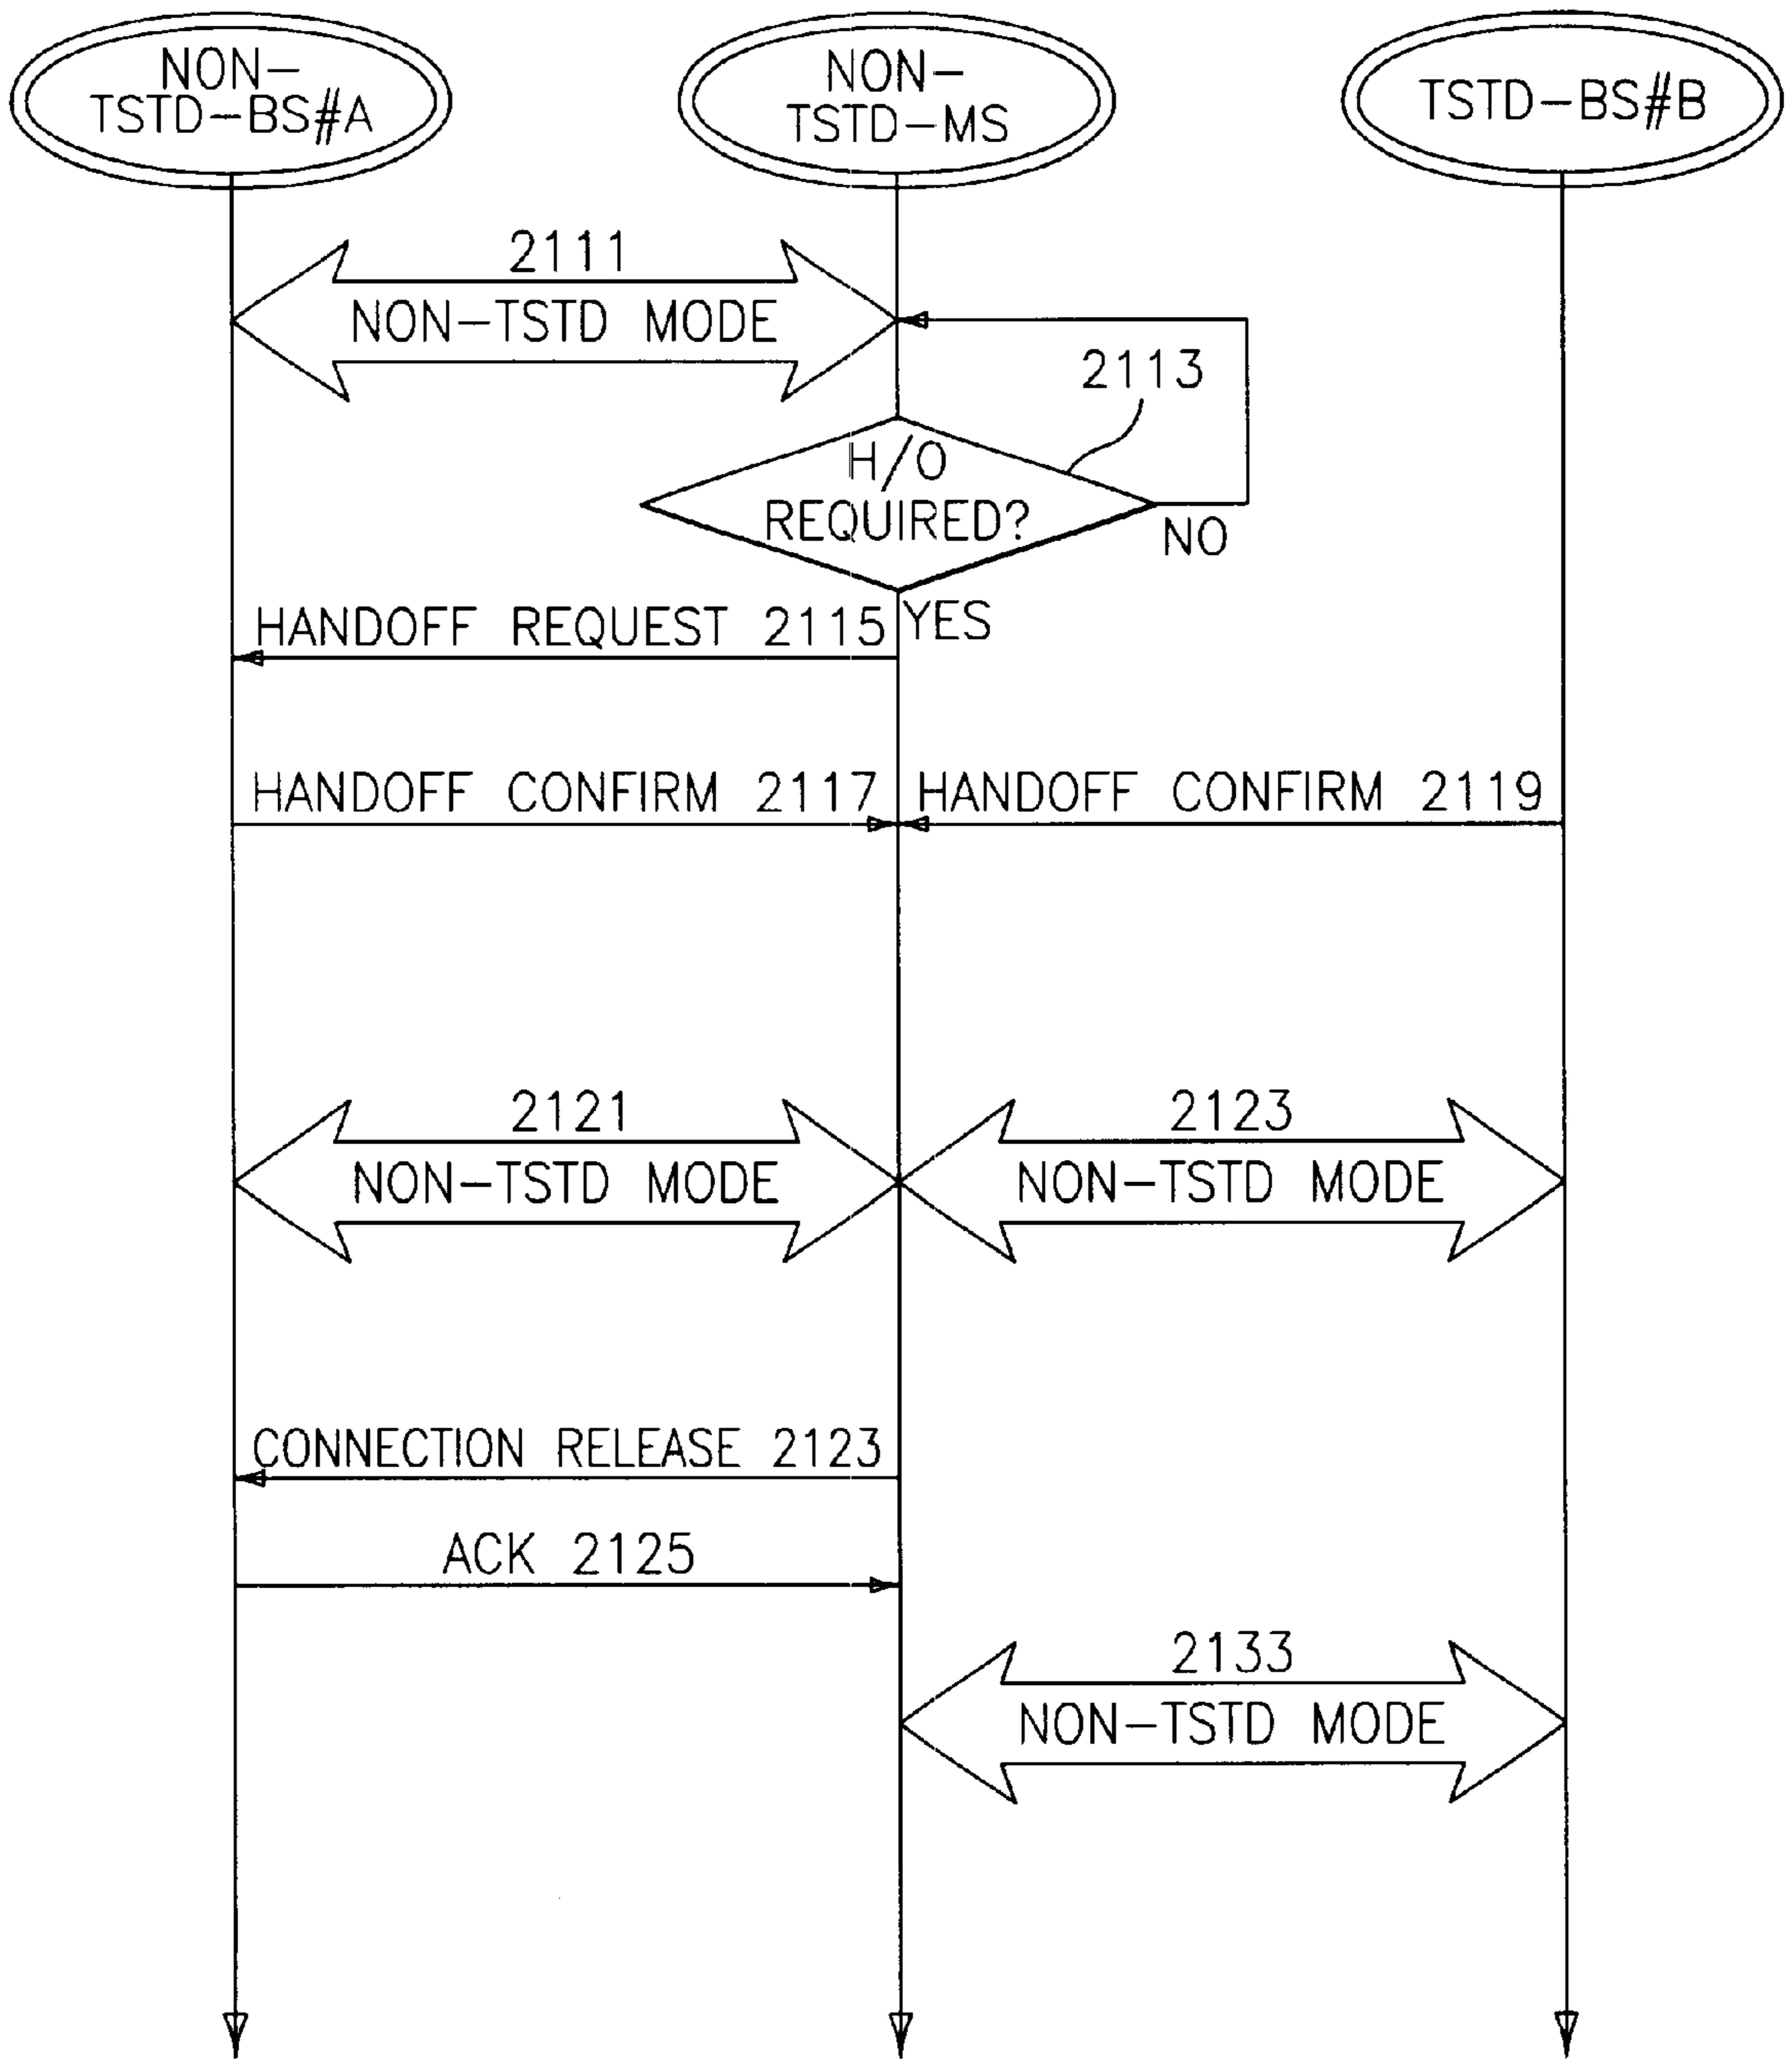 NON-
TSTD-BS#A
NON-
TSTD-MS
TSTD-BS#B
2111
NON-TSTD MODE
2113
H/O
REQUIRED?
NO
YES
HANDOFF REQUEST 2115
HANDOFF CONFIRM 2117
HANDOFF CONFIRM 2119
2121
NON-TSTD MODE
2123
NON-TSTD MODE
CONNECTION RELEASE 2123
ACK 2125
2133
NON-TSTD MODE